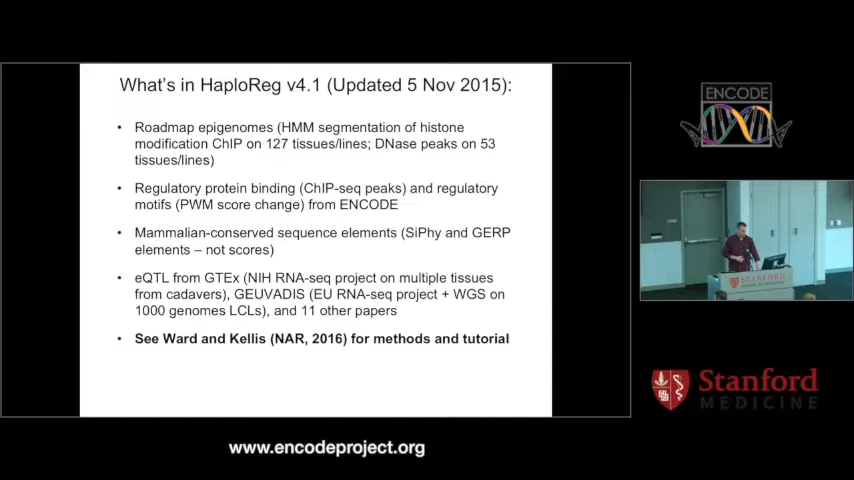 What's in HaploReg v4.1 (Updated 5 Nov 2015):
• Roadmap epigenomes (HMM segmentation of histone
modification ChIP on 127 tissues/lines; DNase peaks on 53
tissues/lines)
• Regulatory protein binding (ChIP-seq peaks) and regulatory
motifs (PWM score change) from ENCODE
• Mammalian-conserved sequence elements (SiPhy and GERP
elements – not scores)
• eQTL from GTEx (NIH RNA-seq project on multiple tissues
from cadavers), GEUVADIS (EU RNA-seq project + WGS on
1000 genomes LCLs), and 11 other papers
• See Ward and Kellis (NAR, 2016) for methods and tutorial
ENCODE
STANFORD
Stanford
MEDICINE
www.encodeproject.org